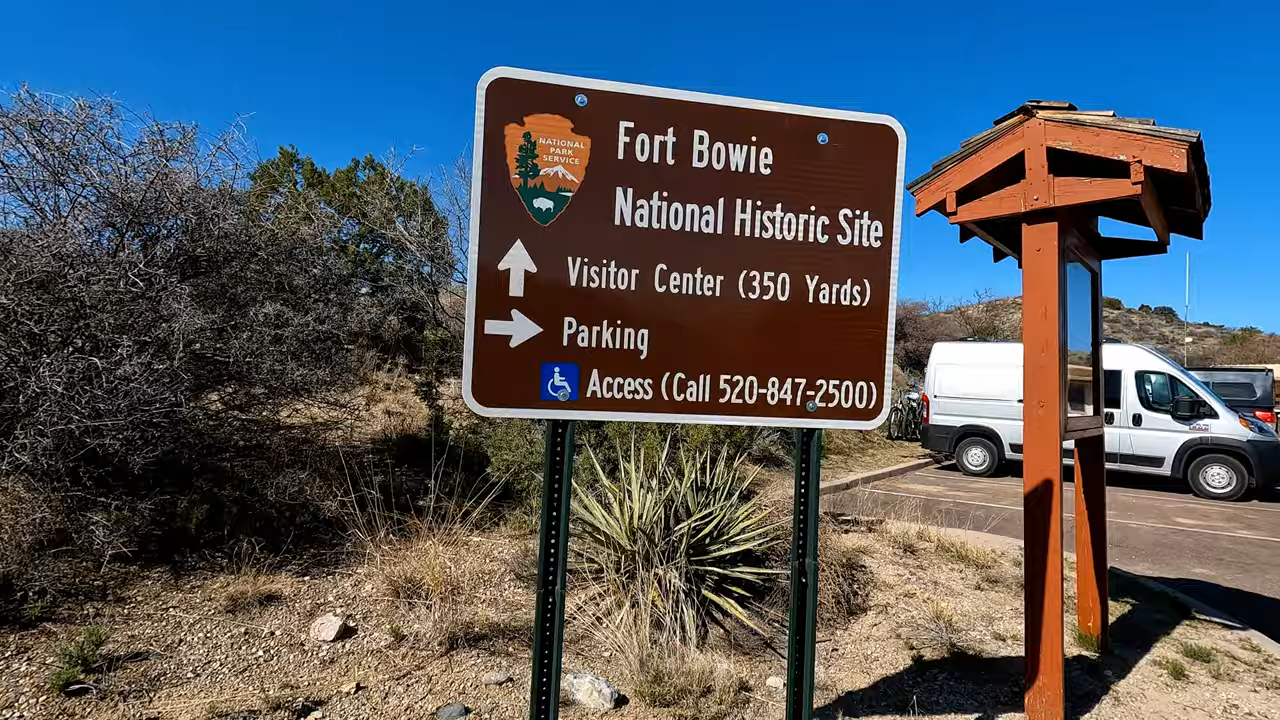 NATIONAL
PARK
SERVICE
Fort Bowie
National Historic Site
Visitor Center (350 Yards)
Parking
Access (Call 520-847-2500)